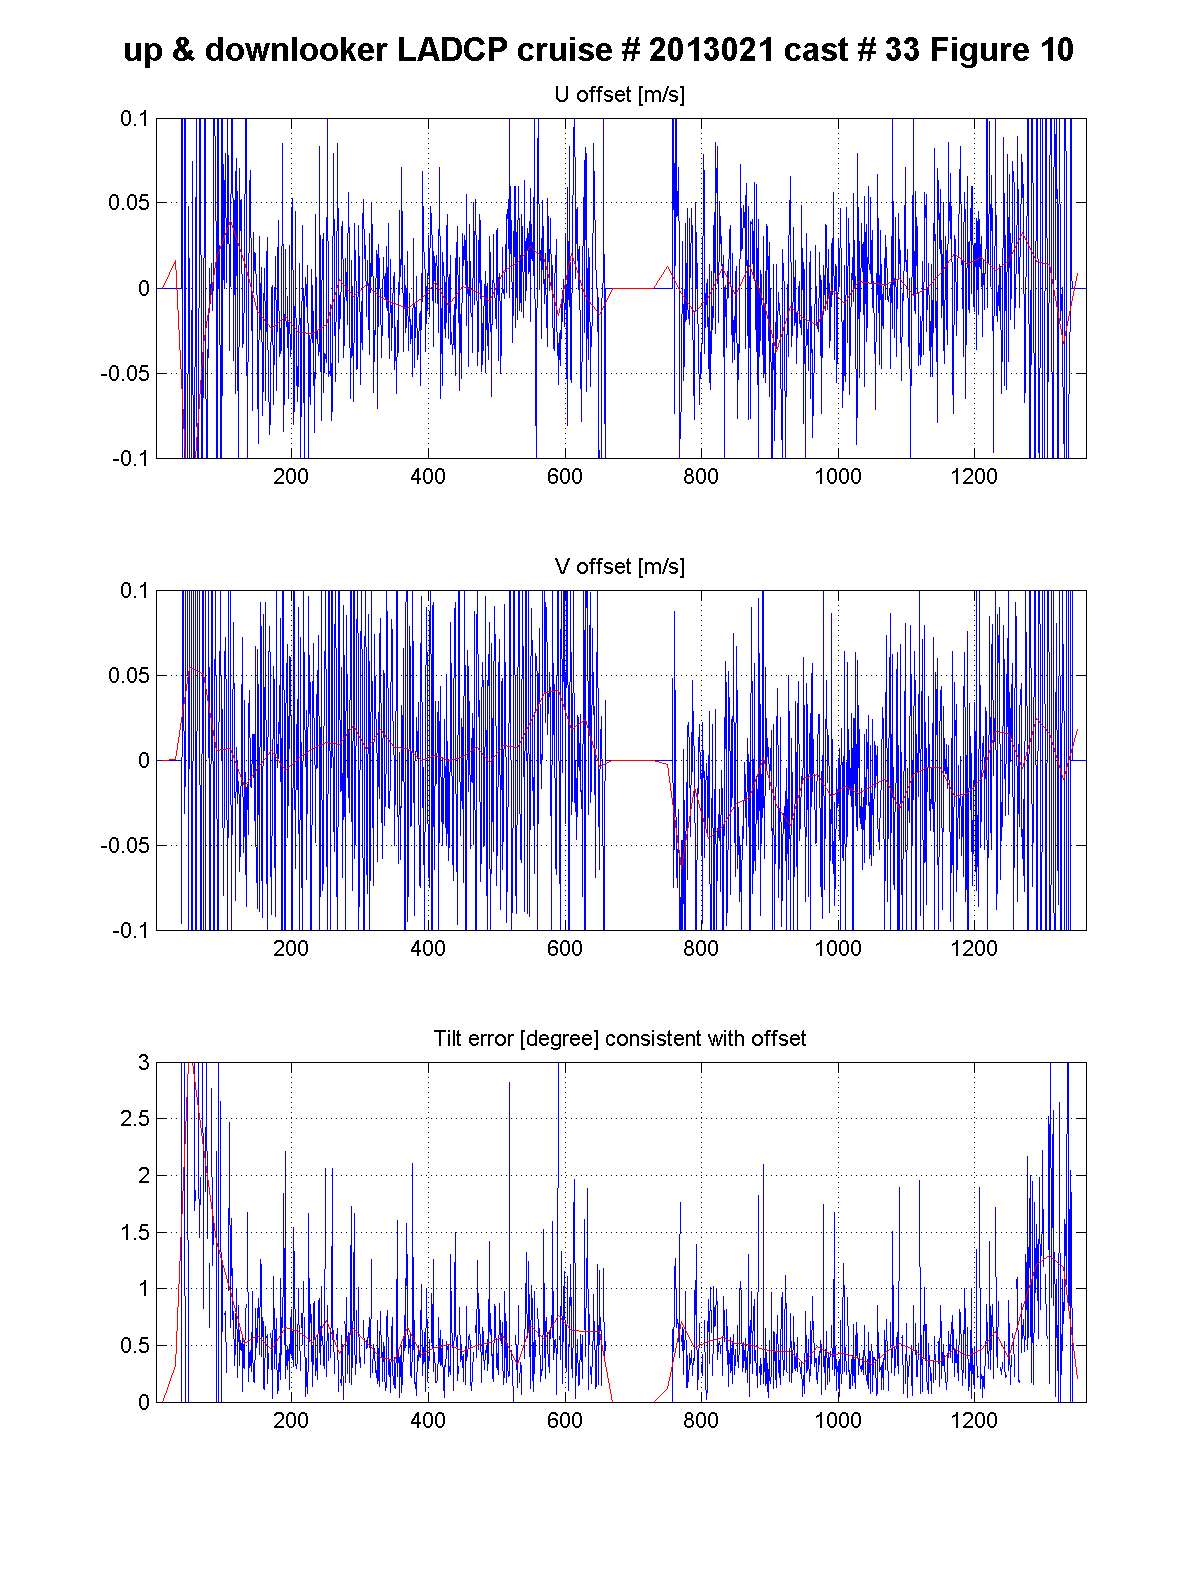 up & downlooker LADCP cruise # 2013021 cast # 33 Figure 10
U offset [m/s]
0.1
0.05
0
-0.05
-0.1
200 400 600 800 1000 1200
V offset [m/s]
0.1
0.05
0
-0.05
-0.1
200 400 600 800 1000 1200
Tilt error [degree] consistent with offset
3
2.5
2
1.5
1
0.5
0
200 400 600 800 1000 1200